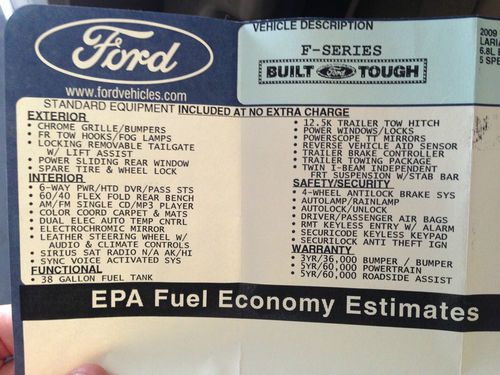 Ford
www.fordvehicles.com
VEHICLE DESCRIPTION
F-SERIES
BUILT Ford TOUGH
2009
LARIA
6.8L
5 SPE
STANDARD EQUIPMENT INCLUDED AT NO EXTRA CHARGE
EXTERIOR
• CHROME GRILLE/BUMPERS
• FR TOW HOOKS/FOG LAMPS
• LOCKING REMOVABLE TAILGATE
W/ LIFT ASSIST
• POWER SLIDING REAR WINDOW
• SPARE TIRE & WHEEL LOCK
INTERIOR
• 6-WAY PWR/HTD DVR/PASS STS
• 60/40 FLEX FOLD REAR BENCH
• AM/FM SINGLE CD/MP3 PLAYER
• COLOR COORD CARPET & MATS
• DUAL ELEC AUTO TEMP CNTRL
• ELECTROCHROMIC MIRROR
• LEATHER STEERING WHEEL W/
AUDIO & CLIMATE CONTROLS
• SIRIUS SAT RADIO N/A AK/HI
• SYNC VOICE ACTIVATED SYS
FUNCTIONAL
• 38 GALLON FUEL TANK
• 12.5K TRAILER TOW HITCH
• POWER WINDOWS/LOCKS
• POWERSCOPE TT MIRRORS
• REVERSE VEHICLE AID SENSOR
• TRAILER BRAKE CONTROLLER
• TRAILER TOWING PACKAGE
• TWIN I-BEAM INDEPENDENT
FRT SUSPENSION W/STAB BAR
SAFETY/SECURITY
• 4-WHEEL ANTILOCK BRAKE SYS
• AUTOLAMP/RAINLAMP
• AUTOLOCK/UNLOCK
• DRIVER/PASSENGER AIR BAGS
• RMT KEYLESS ENTRY W/ ALARM
• SECURICODE KEYLESS KEYPAD
• SECURILOCK ANTI THEFT IGN
WARRANTY
• 3YR/36,000 BUMPER / BUMPER
• 5YR/60,000 POWERTRAIN
• 5YR/60,000 ROADSIDE ASSIST
EPA Fuel Economy Estimates